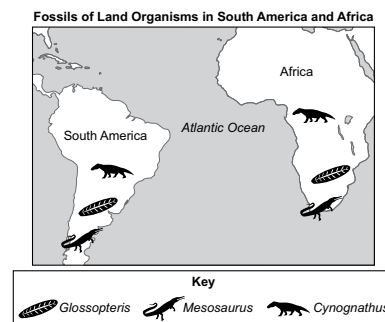 Fossils of Land Organisms in South America and Africa
Africa
South America
Atlantic Ocean
Key
Glossopteris Mesosaurus Cynognathus